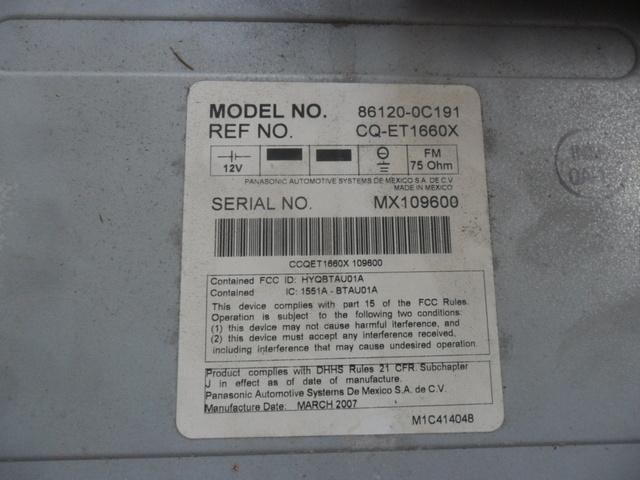 MODEL NO. 86120-0C191
REF NO. CQ-ET1660X
12V FM 75 Ohm
PANASONIC AUTOMOTIVE SYSTEMS DE MEXICO S.A. DE C.V.
MADE IN MEXICO
SERIAL NO. MX109600
CCQET1660X 109600
Contained FCC ID: HYQBTAU01A
Contained IC: 1551A - BTAU01A
This device complies with part 15 of the FCC Rules.
Operation is subject to the following two conditions:
(1) this device may not cause harmful iterference, and
(2) this device must accept any interference received,
including interference that may cause undesired operation.
Product complies with DHHS Rules 21 CFR. Subchapter
J in effect as of date of manufacture.
Panasonic Automotive Systems De Mexico S.A. de C.V.
Manufacture Date: MARCH 2007
M1C414048